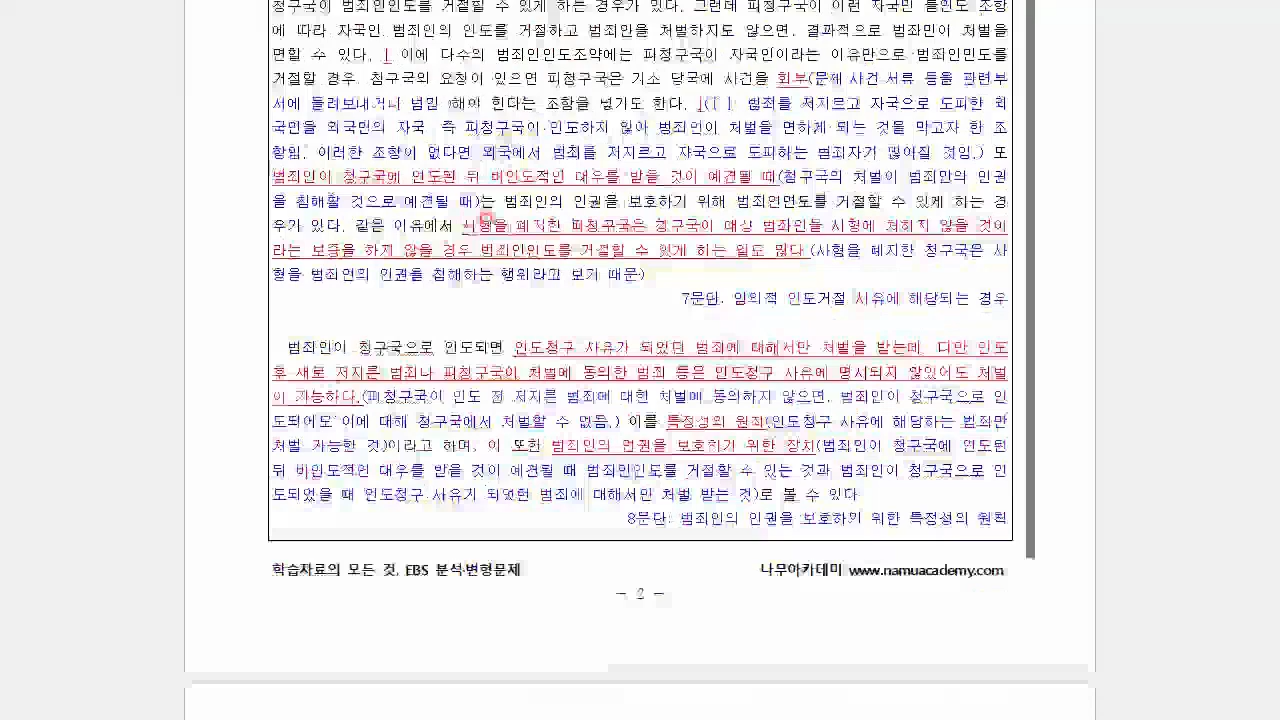 청구국이 범죄인인도를 거절할 수 있게 하는 경우가 있다. 그런데 피청구국이 이런 자국민 불인도 조항
에 따라 자국인 범죄인의 인도를 거절하고 범죄인을 처벌하지도 않으면, 결과적으로 범죄인이 처벌을
면할 수 있다. 이에 다수의 범죄인인도조약에는 피청구국이 자국인이라는 이유만으로 범죄인인도를
거절할 경우, 청구국의 요청이 있으면 피청구국은 기소 당국에 사건을 회부(문제 사건 서류 등을 관련부
서에 돌려보내거나 넘김)해야 한다는 조항을 넣기도 한다. 범죄를 저지르고 자국으로 도피한 외
국인을 외국인의 자국, 즉 피청구국이 인도하지 않아 범죄인이 처벌을 면하게 되는 것을 막고자 한 조
항임. 이러한 조항이 없다면 외국에서 범죄를 저지르고 자국으로 도피하는 범죄자가 많아질 것임.) 또
범죄인이 청구국에 인도된 뒤 비인도적인 대우를 받을 것이 예견될 때(청구국의 처벌이 범죄인의 인권
을 침해할 것으로 예견될 때)는 범죄인의 인권을 보호하기 위해 범죄인인도를 거절할 수 있게 하는 경
우가 있다. 같은 이유에서 사형을 폐지한 피청구국은 청구국이 대상 범죄인을 사형에 처하지 않을 것이
라는 보증을 하지 않을 경우 범죄인인도를 거절할 수 있게 하는 일도 많다.(사형을 폐지한 청구국은 사
형을 범죄인의 인권을 침해하는 행위라고 보기 때문)
7문단. 임의적 인도거절 사유에 해당되는 경우
범죄인이 청구국으로 인도되면 인도청구 사유가 되었던 범죄에 대해서만 처벌을 받는데, 다만 인도
후 새로 저지른 범죄나 피청구국이 처벌에 동의한 범죄 등은 인도청구 사유에 명시되지 않았어도 처벌
이 가능하다.(피청구국이 인도 전 저지른 범죄에 대한 처벌에 동의하지 않으면, 범죄인이 청구국으로 인
도되어도 이에 대해 청구국에서 처벌할 수 없음.) 이를 특정성의 원칙(인도청구 사유에 해당하는 범죄만
처벌 가능한 것)이라고 하며, 이 또한 범죄인의 인권을 보호하기 위한 장치(범죄인이 청구국에 인도된
뒤 비인도적인 대우를 받을 것이 예견될 때 범죄인인도를 거절할 수 있는 것과 범죄인이 청구국으로 인
도되었을 때 인도청구 사유가 되었던 범죄에 대해서만 처벌 받는 것)로 볼 수 있다.
8문단. 범죄인의 인권을 보호하기 위한 특정성의 원칙
학습자료의 모든 것, EBS 분석·변형문제 나무아카데미 www.namuacademy.com
- 2 -